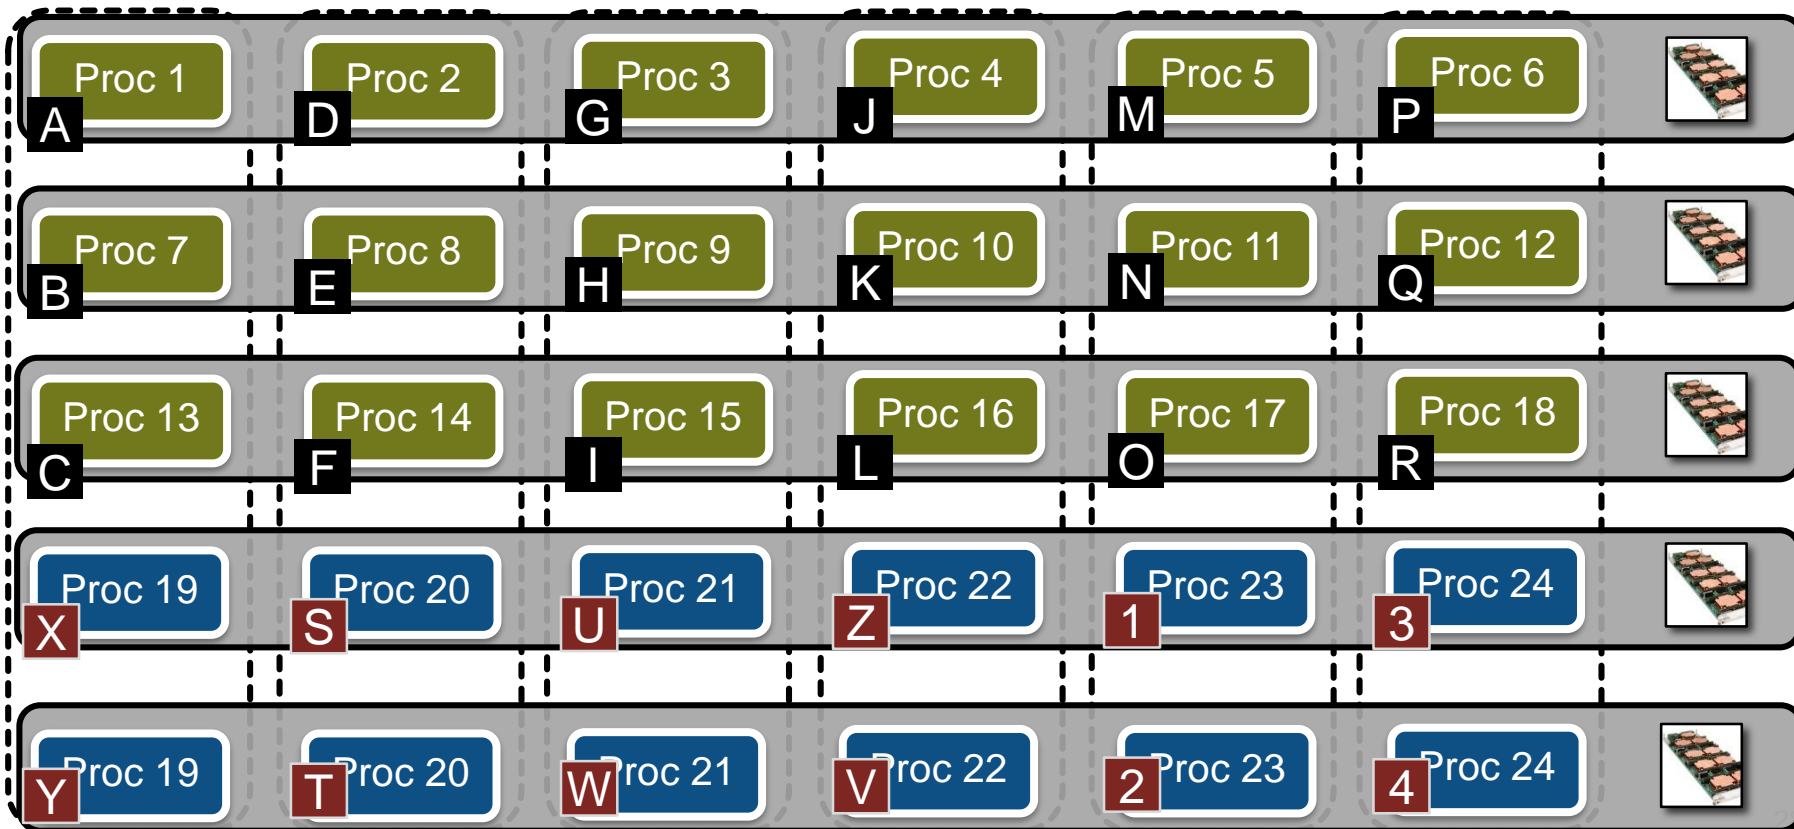 Proc 1 Proc 2 Proc 3 Proc 4 Proc 5 Proc 6
A D G J M P
Proc 7 Proc 8 Proc 9 Proc 10 Proc 11 Proc 12
B E H K N Q
Proc 13 Proc 14 Proc 15 Proc 16 Proc 17 Proc 18
C F I L O R
Proc 19 Proc 20 Proc 21 Proc 22 Proc 23 Proc 24
X S U Z 1 3
Proc 19 Proc 20 Proc 21 Proc 22 Proc 23 Proc 24
Y T W V 2 4